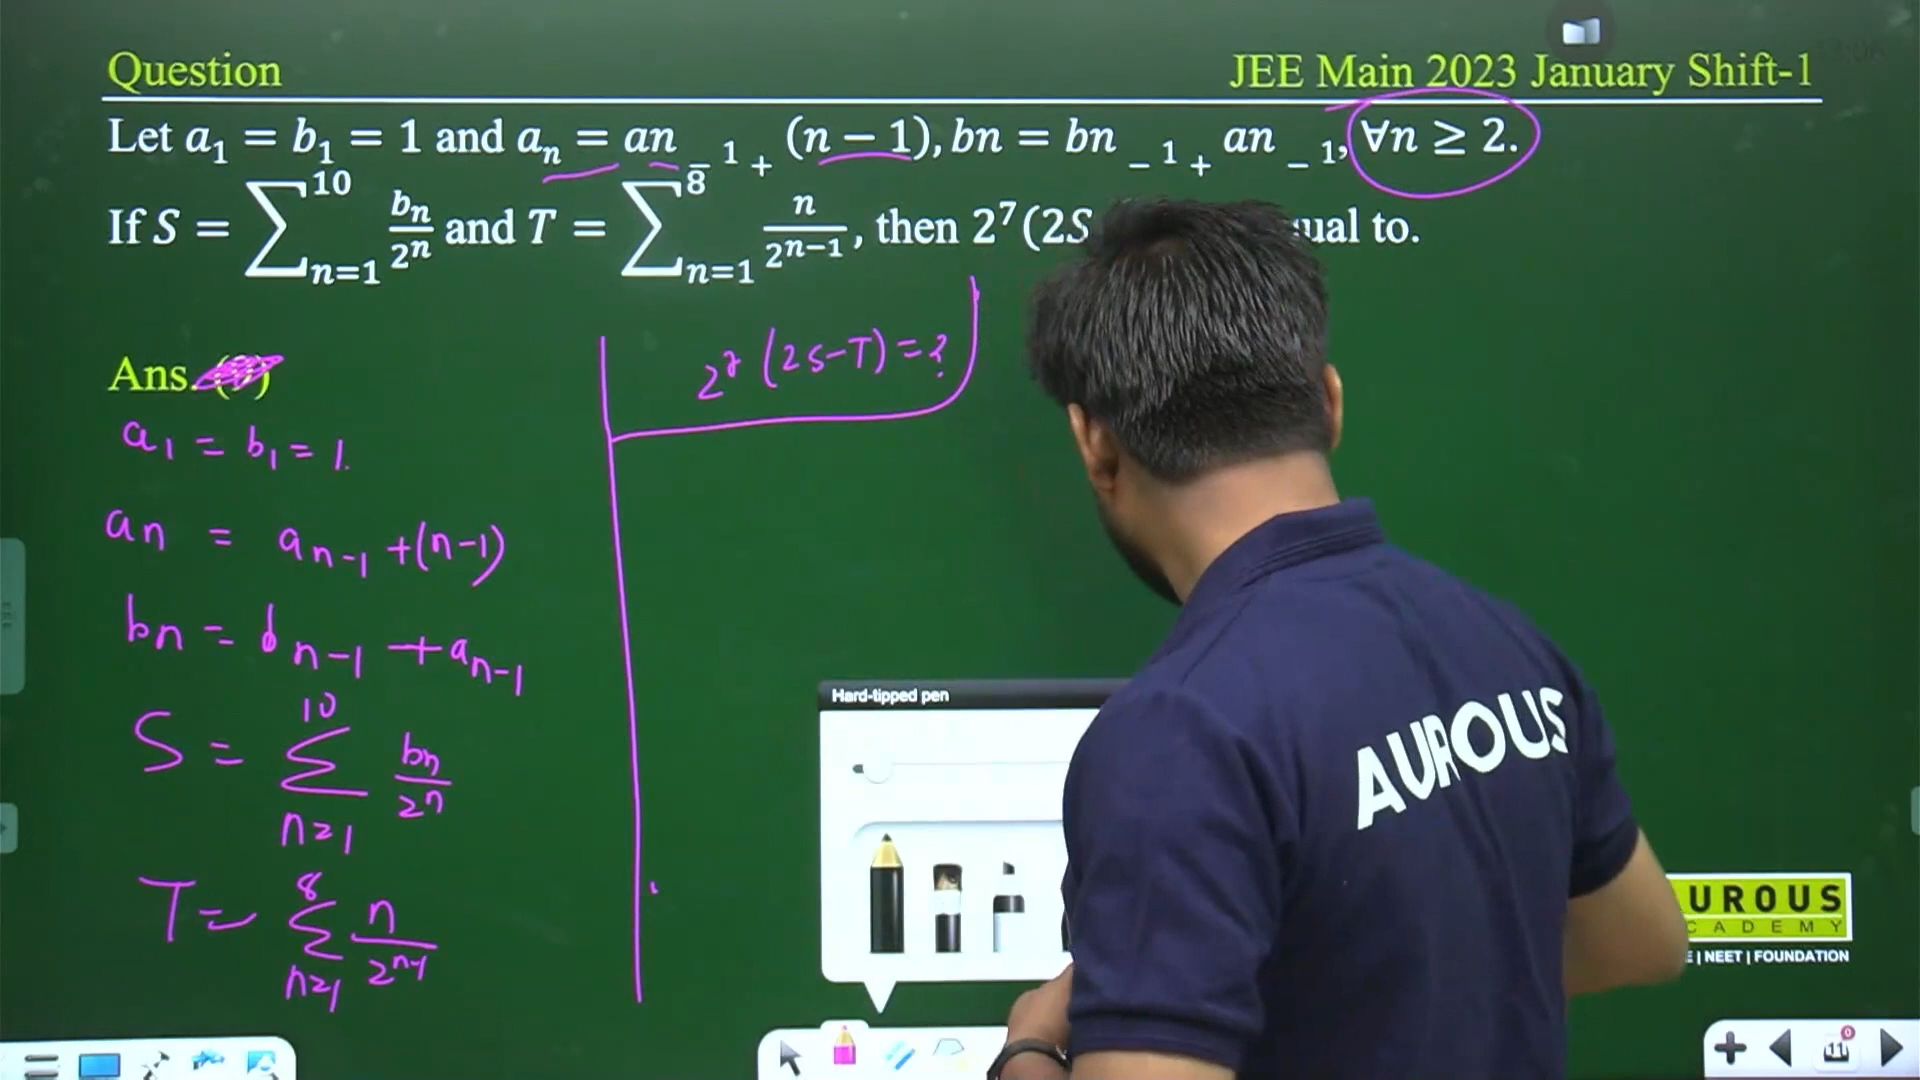 Question
JEE Main 2023 January Shift-1
Let a₁ = b₁ = 1 and aₙ = an ₋ ₁ ₊ (n − 1), bn = bn ₋ ₁ ₊ an ₋ ₁, ∀n ≥ 2.
If S = ∑ₙ₌₁¹⁰ bₙ/2ⁿ and T = ∑ₙ₌₁⁸ n/2ⁿ⁻¹, then 2⁷(2S ual to.
2⁷ (2S-T) = ?
Ans.
a₁ = b₁ = 1.
an = aₙ₋₁ +(n-1)
bn = bₙ₋₁ + aₙ₋₁
S = ∑ₙ₌₁¹⁰ bn/2ⁿ
T = ∑ₙ₌₁⁸ n/2ⁿ⁻¹
Hard-tipped pen
AUROUS
UROUS
CADEMY
E | NEET | FOUNDATION